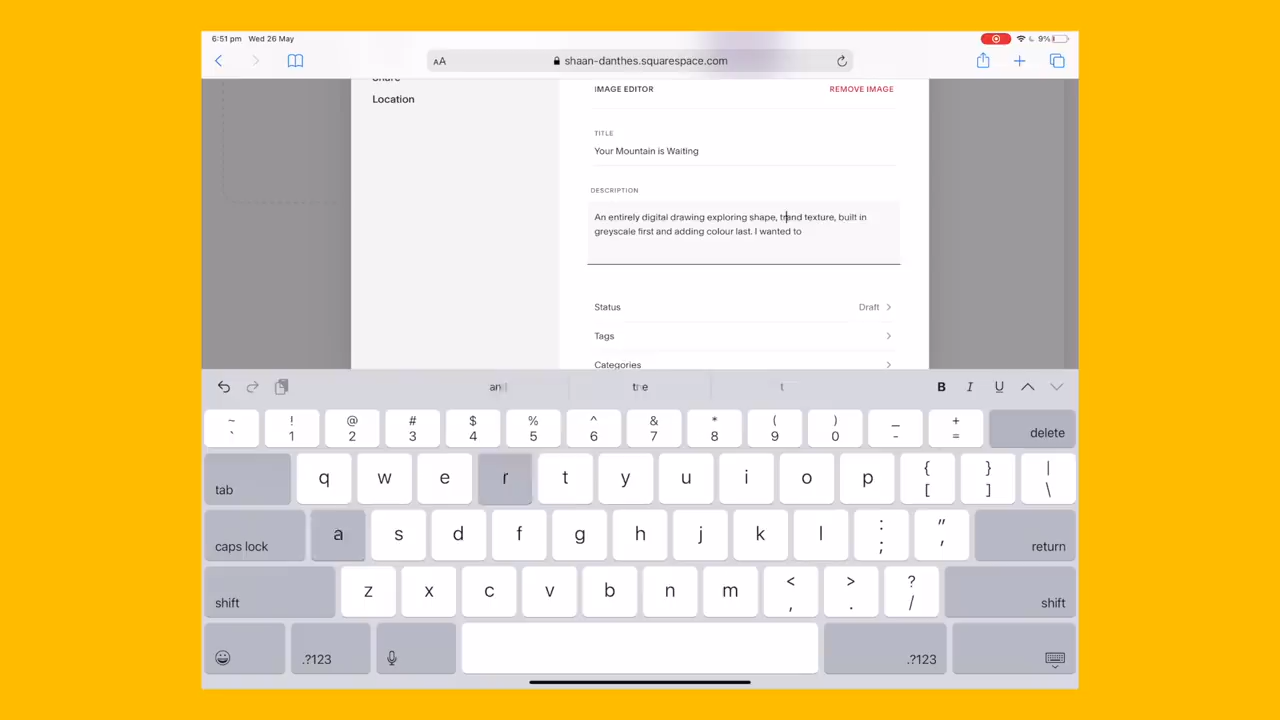 6:51 pm Wed 26 May
9%
AA
shaan-danthes.squarespace.com
Share
Location
IMAGE EDITOR
REMOVE IMAGE
TITLE
Your Mountain is Waiting
DESCRIPTION
An entirely digital drawing exploring shape, trand texture, built in
greyscale first and adding colour last. I wanted to
Status
Draft >
Tags
>
Categories
>
the
t
B I U
~ ! @ # $ % ^ & * ( ) _ +
` 1 2 3 4 5 6 7 8 9 0 - = delete
tab q w e r t y u i o p { [ } ] | \
caps lock a s d f g h j k l : ; " ' return
shift z x c v b n m < , > . ? / shift
.?123 .?123